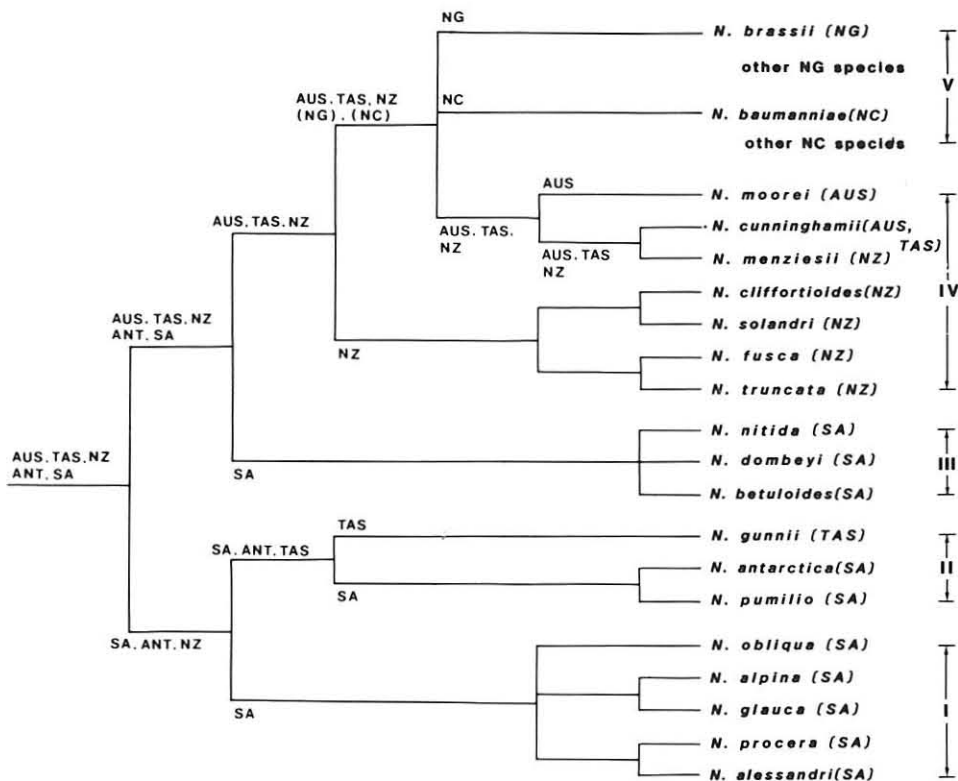 NG
N. brassii (NG)
other NG species
V
AUS. TAS. NZ
(NG). (NC)
NC
N. baumanniae(NC)
other NC species
AUS
N. moorei (AUS)
AUS. TAS. NZ
AUS. TAS.
NZ
N. cunninghamii(AUS,
TAS)
AUS. TAS
NZ
N. menziesii (NZ)
IV
N. cliffortioides(NZ)
AUS. TAS. NZ
ANT. SA
N. solandri (NZ)
NZ
N. fusca (NZ)
N. truncata (NZ)
N. nitida (SA)
AUS. TAS. NZ
ANT. SA
SA
N. dombeyi (SA)
III
N. betuloides(SA)
TAS
N. gunnii (TAS)
SA. ANT. TAS
N. antarctica(SA)
II
SA
N. pumilio (SA)
SA. ANT. NZ
N. obliqua (SA)
N. alpina (SA)
SA
N. glauca (SA)
I
N. procera (SA)
N. alessandri(SA)